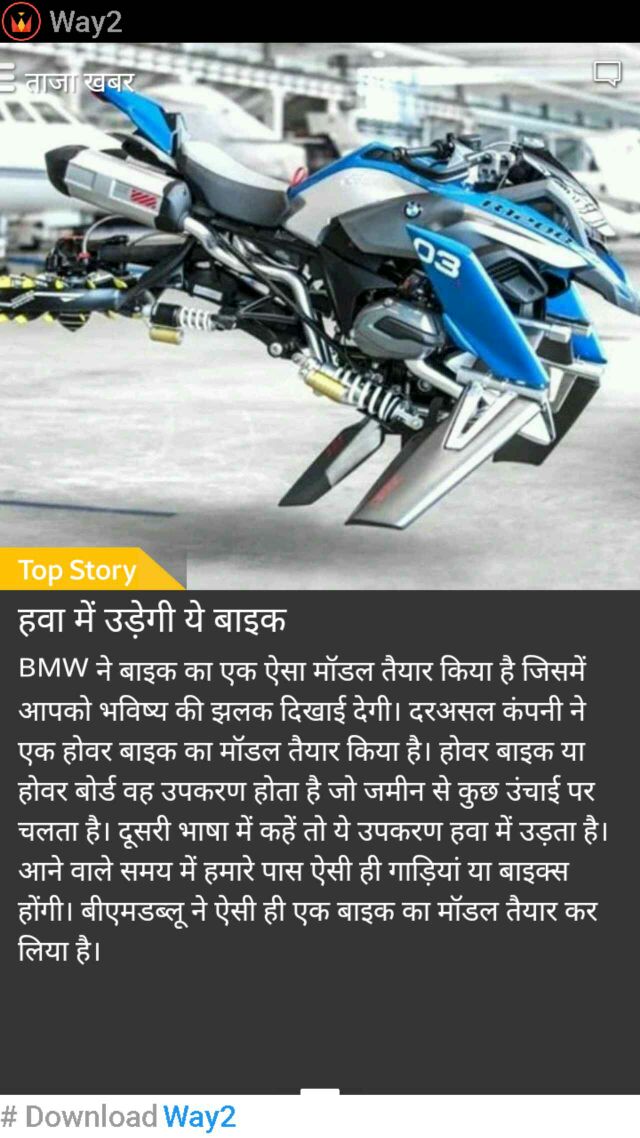 Way2
ताजा खबर
03
Top Story
हवा में उड़ेगी ये बाइक
BMW ने बाइक का एक ऐसा मॉडल तैयार किया है जिसमें
आपको भविष्य की झलक दिखाई देगी। दरअसल कंपनी ने
एक होवर बाइक का मॉडल तैयार किया है। होवर बाइक या
होवर बोर्ड वह उपकरण होता है जो जमीन से कुछ उंचाई पर
चलता है। दूसरी भाषा में कहें तो ये उपकरण हवा में उड़ता है।
आने वाले समय में हमारे पास ऐसी ही गाड़ियां या बाइक्स
होंगी। बीएमडब्लू ने ऐसी ही एक बाइक का मॉडल तैयार कर
लिया है।
# Download Way2